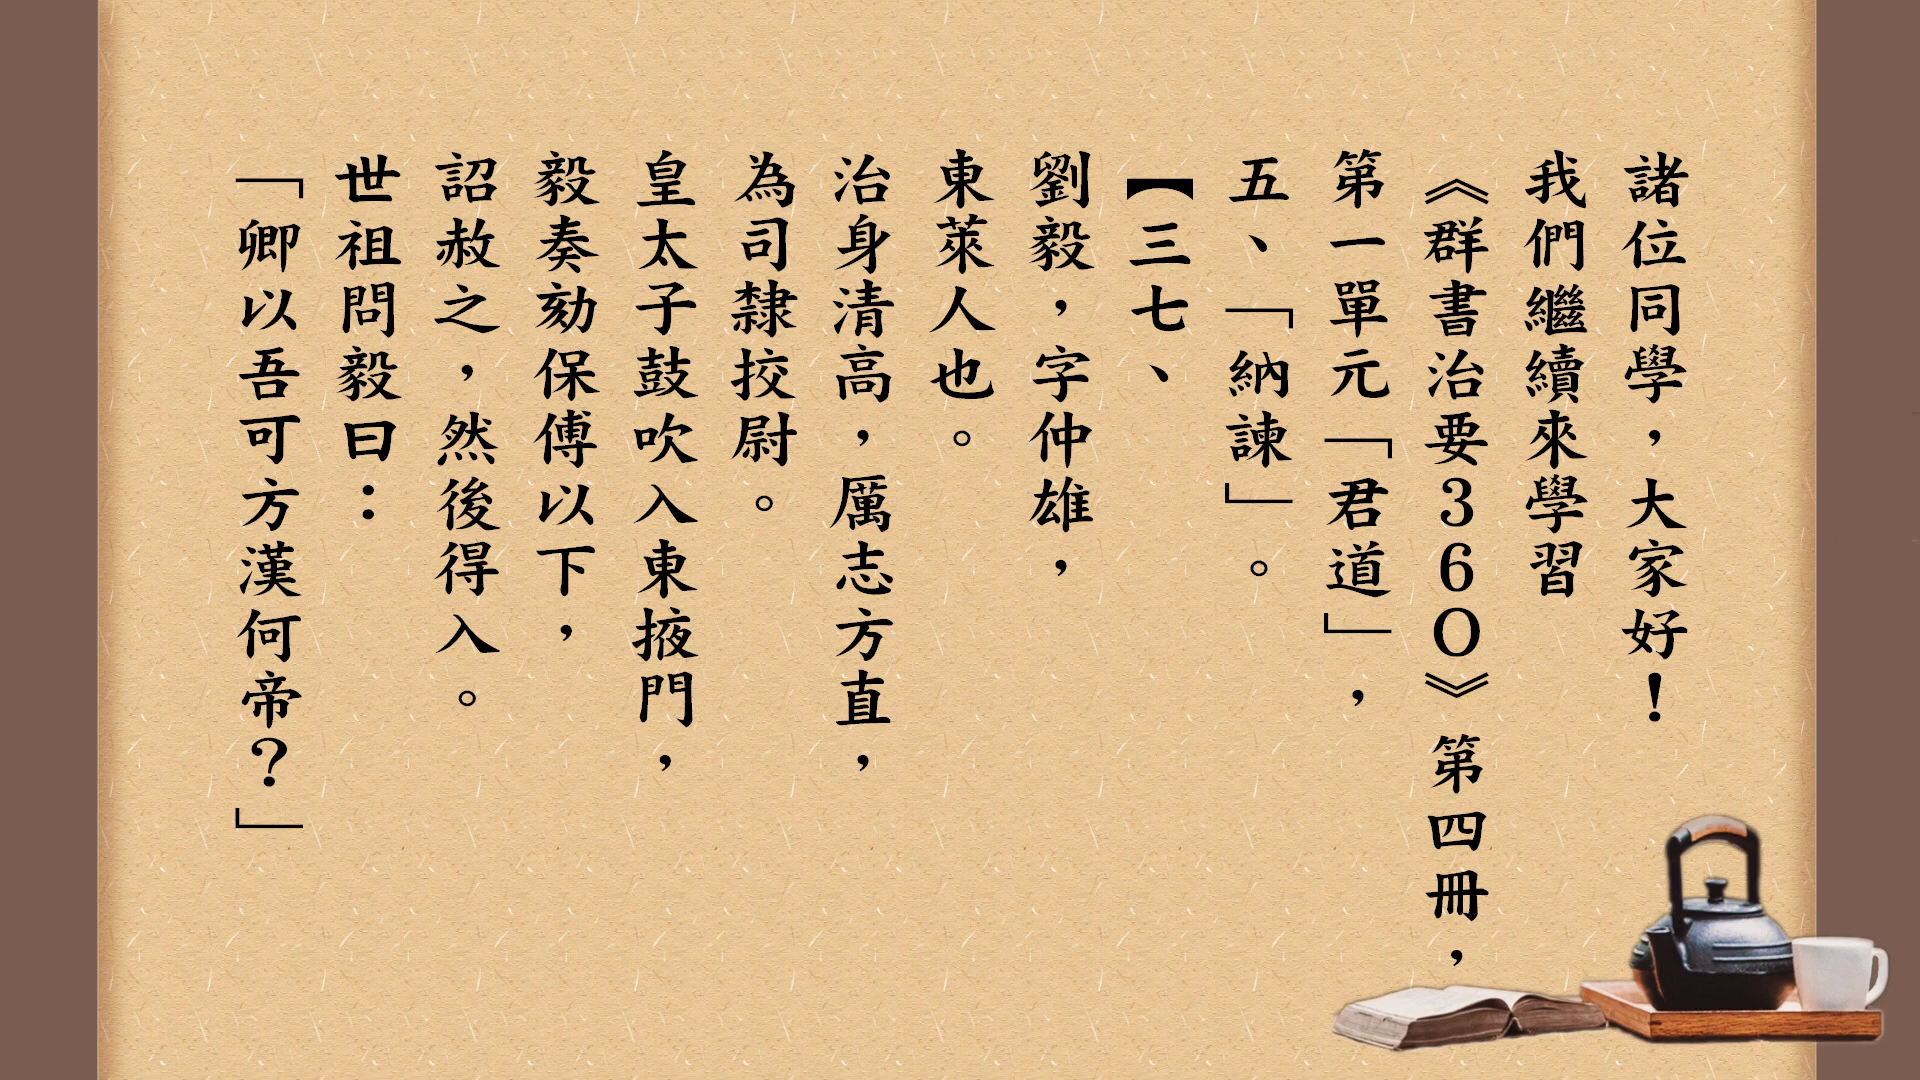 諸位同學，大家好！
我們繼續來學習
《群書治要36０》第四冊，
第一單元「君道」，
五、「納諫」。
【三七、
劉毅，字仲雄，
東萊人也。
治身清高，厲志方直，
為司隸挍尉。
皇太子鼓吹入東掖門，
毅奏劾保傅以下，
詔赦之，然後得入。
世祖問毅曰：
「卿以吾可方漢何帝？」